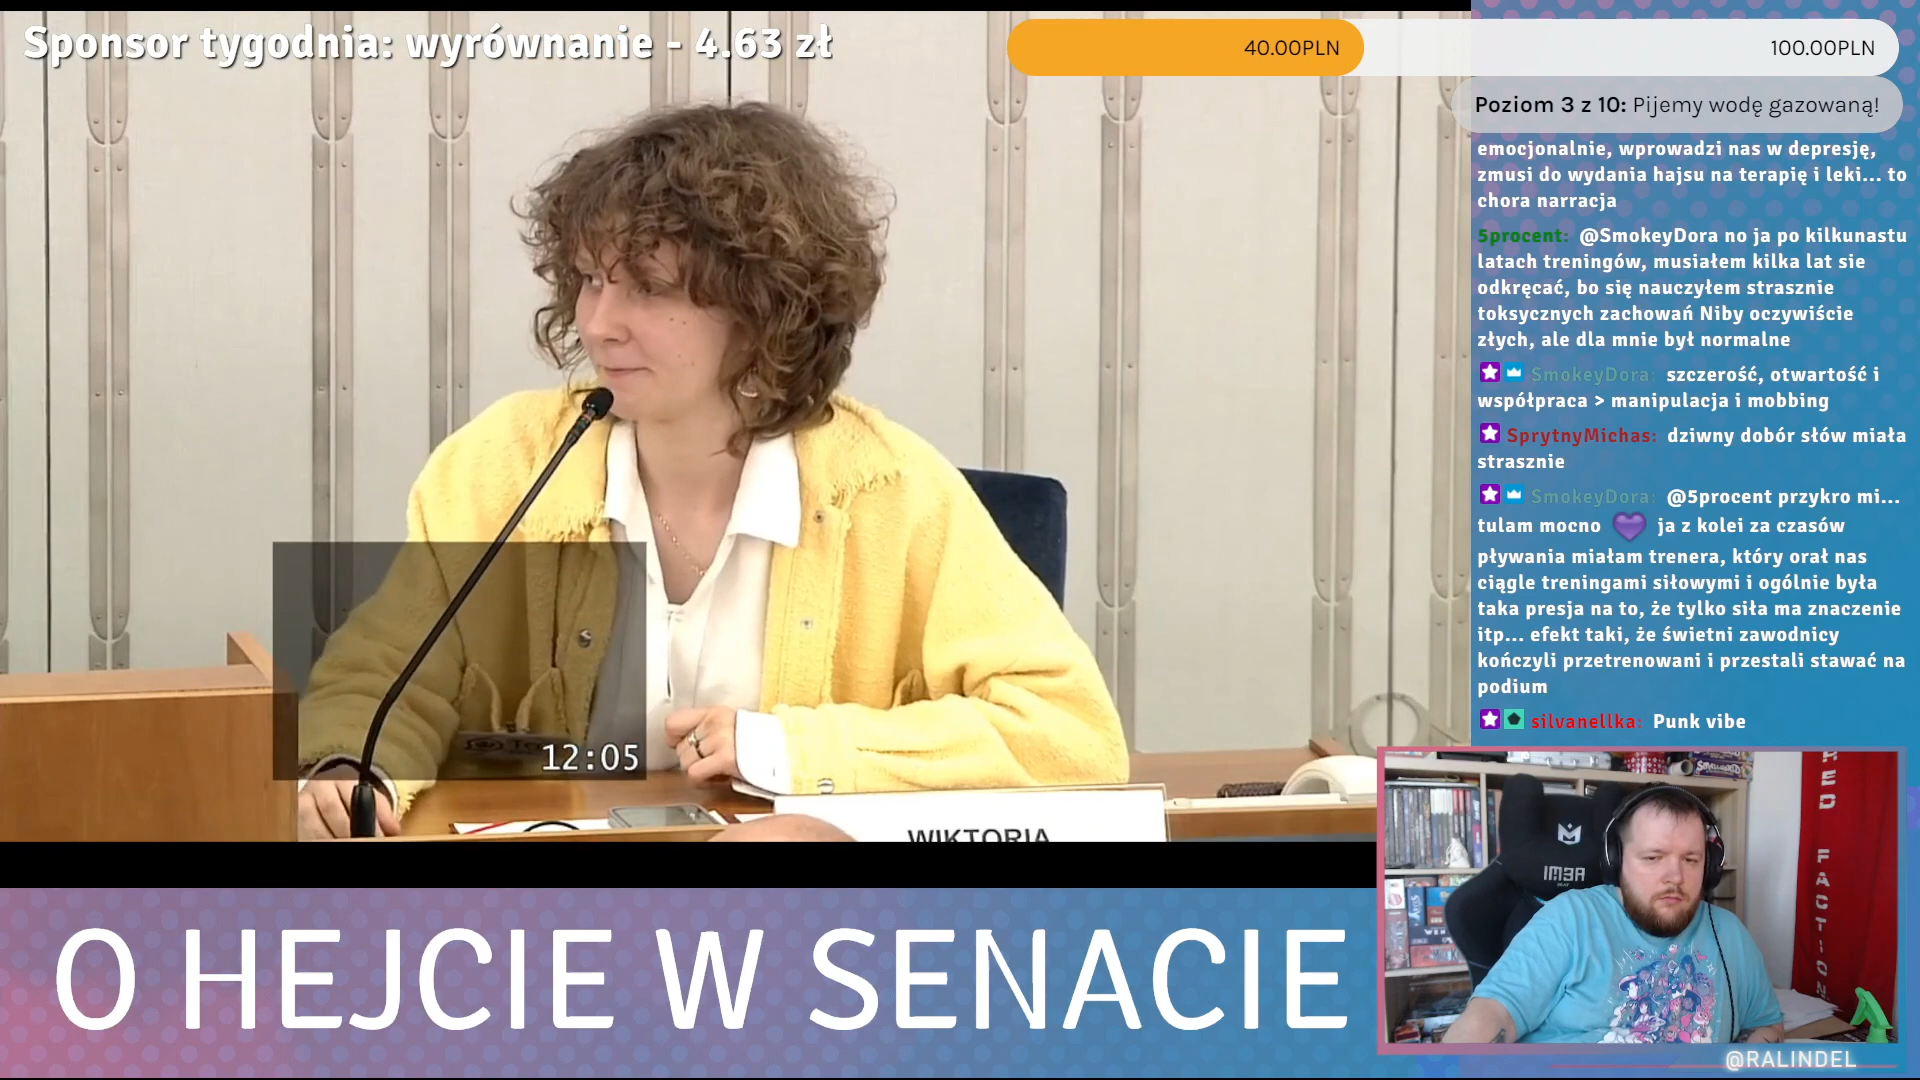 Sponsor tygodnia: wyrównanie - 4.63 zł
40.00PLN
100.00PLN
Poziom 3 z 10: Pijemy wodę gazowaną!
emocjonalnie, wprowadzi nas w depresję,
zmusi do wydania hajsu na terapię i leki... to
chora narracja
5procent: @SmokeyDora no ja po kilkunastu
latach treningów, musiałem kilka lat sie
odkręcać, bo się nauczyłem strasznie
toksycznych zachowań Niby oczywiście
złych, ale dla mnie był normalne
SmokeyDora: szczerość, otwartość i
współpraca > manipulacja i mobbing
SprytnyMichas: dziwny dobór słów miała
strasznie
SmokeyDora: @5procent przykro mi...
tulam mocno 💜 ja z kolei za czasów
pływania miałam trenera, który orał nas
ciągle treningami siłowymi i ogólnie była
taka presja na to, że tylko siła ma znaczenie
itp... efekt taki, że świetni zawodnicy
kończyli przetrenowani i przestali stawać na
podium
silvanellka: Punk vibe
12:05
WIKTORIA
IMBA
RED FACTION
O HEJCIE W SENACIE
@RALINDEL